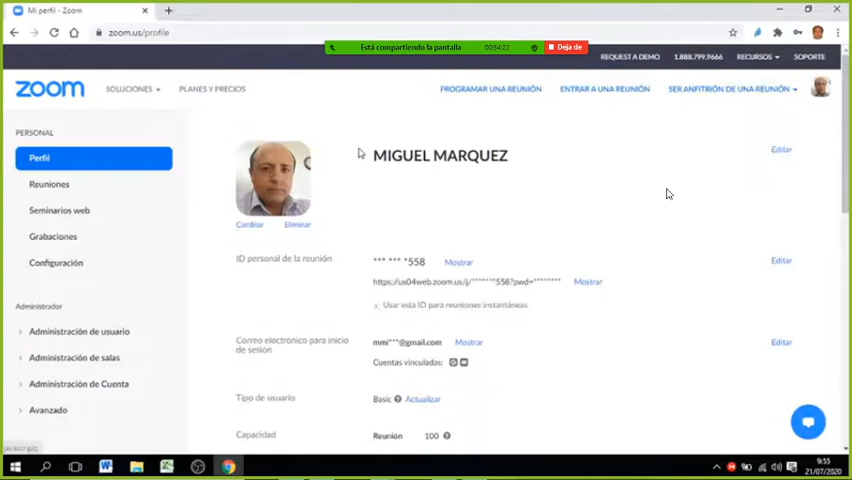 Mi perfil - Zoom
zoom.us/profile
Está compartiendo la pantalla
00:54:22
Deja de
REQUEST A DEMO 1.888.799.9666 RECURSOS SOPORTE
zoom SOLUCIONES PLANES Y PRECIOS PROGRAMAR UNA REUNIÓN ENTRAR A UNA REUNIÓN SER ANFITRIÓN DE UNA REUNIÓN
PERSONAL
Perfil
Reuniones
Seminarios web
Grabaciones
Configuración
Administrador
Administración de usuario
Administración de salas
Administración de Cuenta
Avanzado
MIGUEL MARQUEZ Editar
Cambiar Eliminar
ID personal de la reunión *** *** *558 Mostrar Editar
https://us04web.zoom.us/j/*******558?pwd=******** Mostrar
Usar esta ID para reuniones instantáneas
Correo electrónico para inicio de sesión mmi***@gmail.com Mostrar Editar
Cuentas vinculadas:
Tipo de usuario Basic Actualizar
Capacidad Reunión 100
9:55
21/07/2020